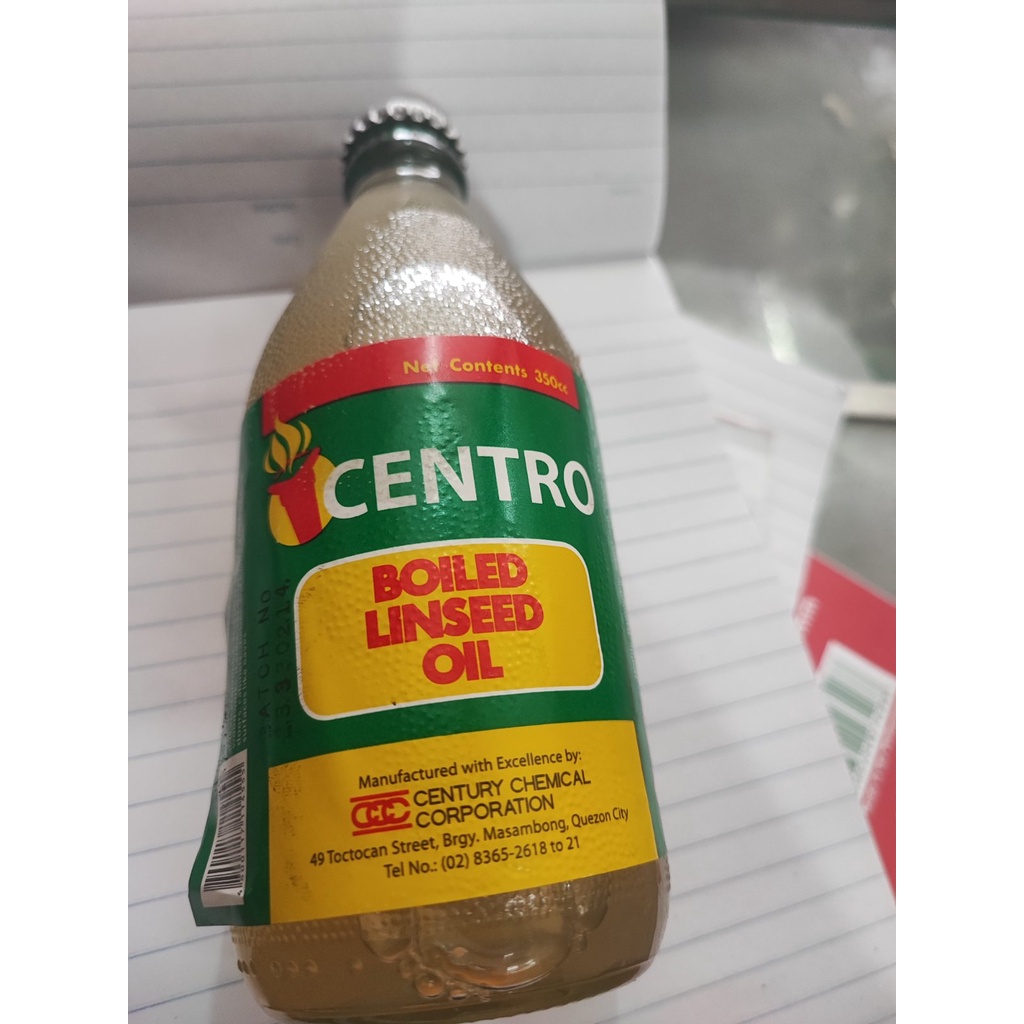 Net Contents 350cc
CENTRO
BOILED
LINSEED
OIL
BATCH No
Manufactured with Excellence by:
CCC CENTURY CHEMICAL
CORPORATION
49 Toctocan Street, Brgy. Masambong, Quezon City
Tel No.: (02) 8365-2618 to 21